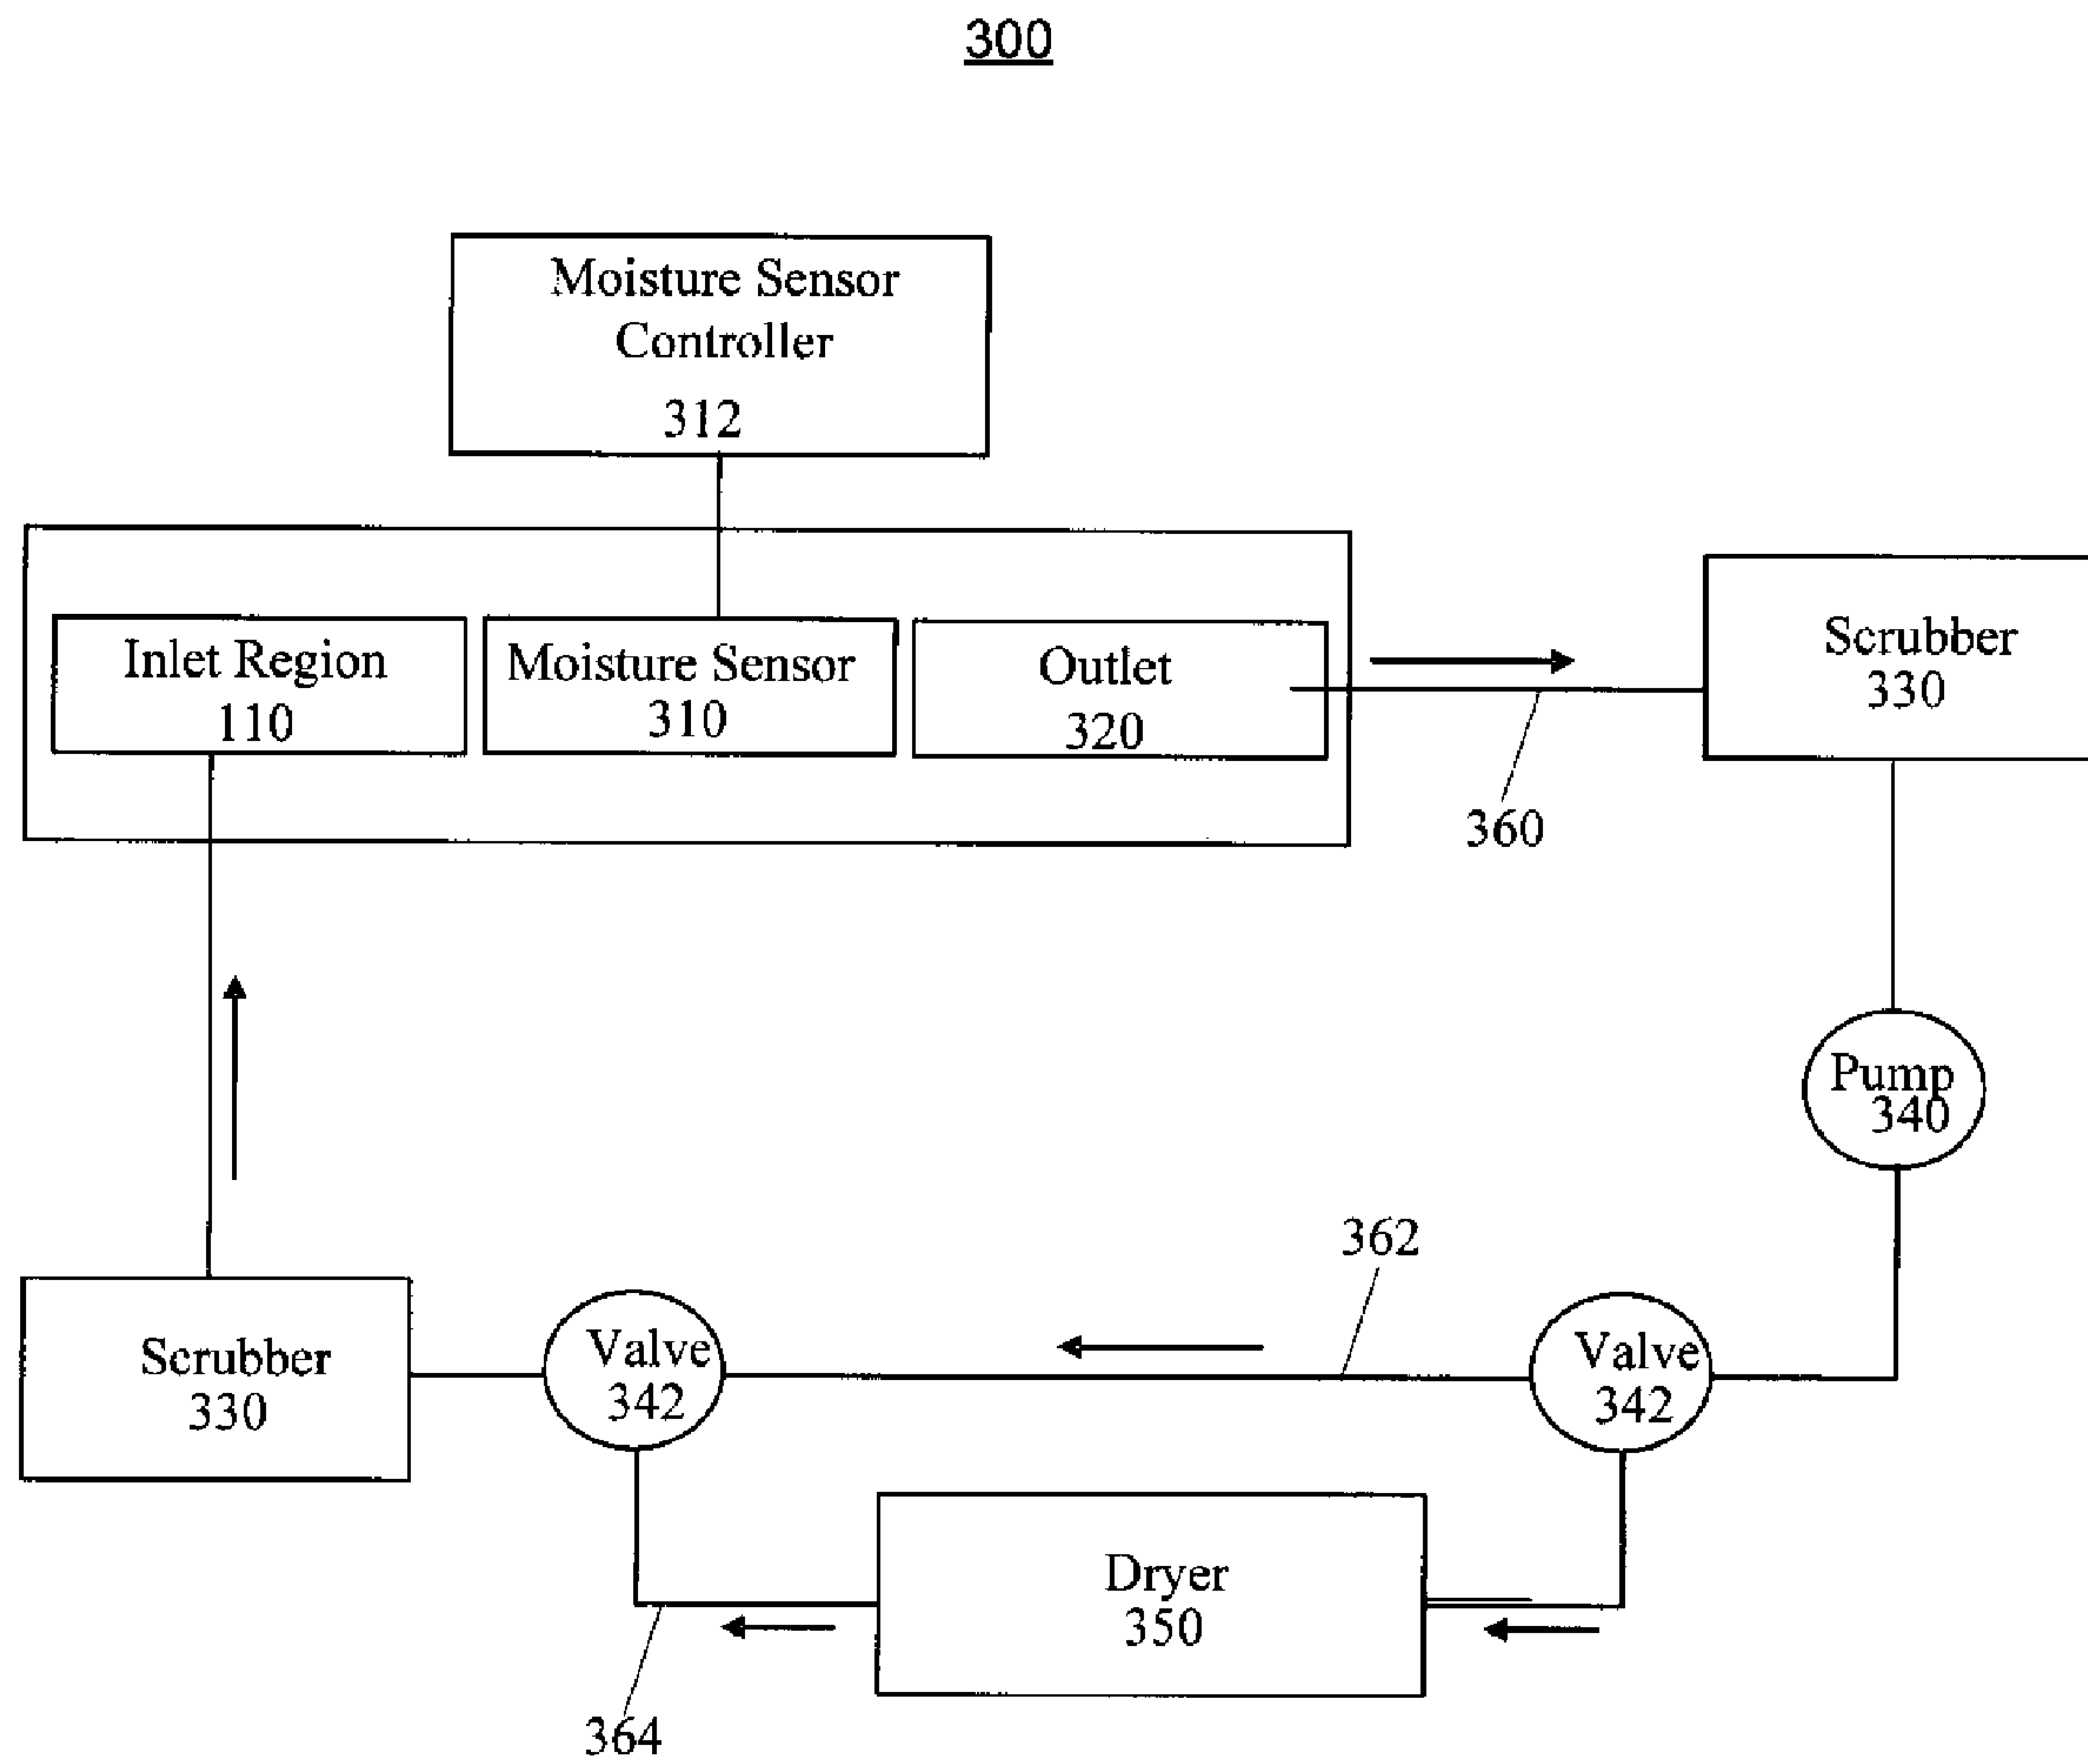 300
Moisture Sensor
Controller
312
Inlet Region
110
Moisture Sensor
310
Outlet
320
Scrubber
330
360
Pump
340
362
Scrubber
330
Valve
342
Valve
342
Dryer
350
364